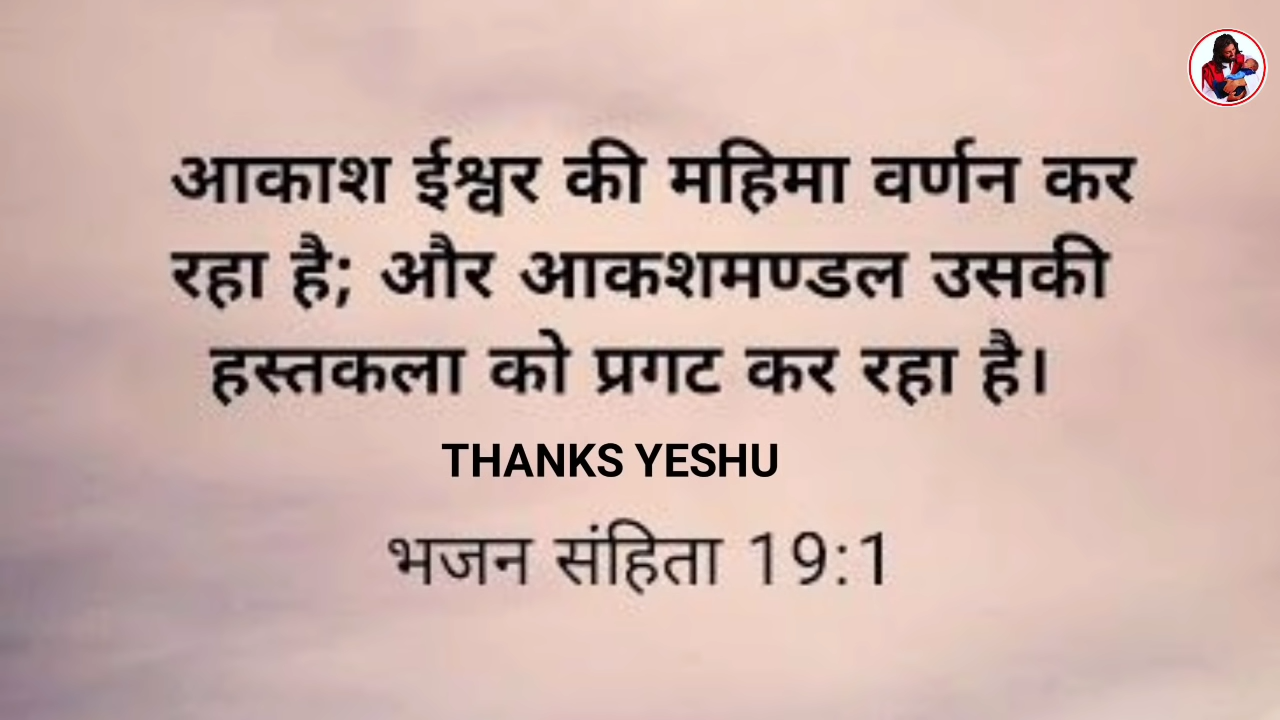 आकाश ईश्वर की महिमा वर्णन कर
रहा है; और आकशमण्डल उसकी
हस्तकला को प्रगट कर रहा है।
THANKS YESHU
भजन संहिता 19:1